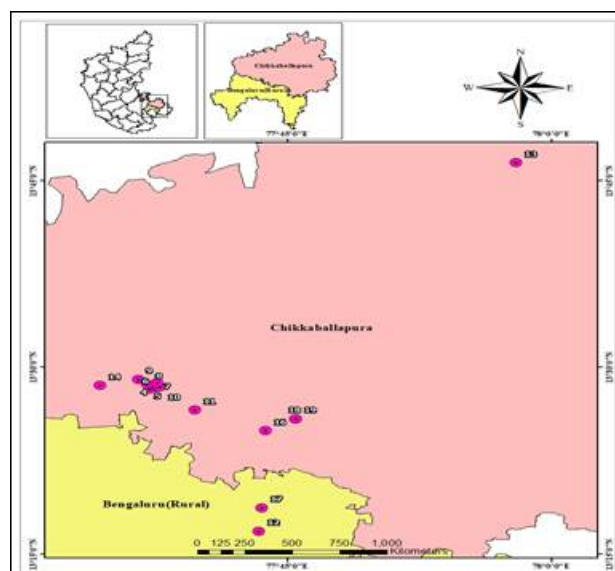 N
W E
S
Chikkaballapura
Bengaluru(Rural)
77°45'0"E 78°0'0"E
13
Chikkaballapura
14
9
8
7
4
5 10
11
18 19
16
Bengaluru(Rural)
17
12
0 125 250 500 750 1,000
Kilometers
77°45'0"E 78°0'0"E